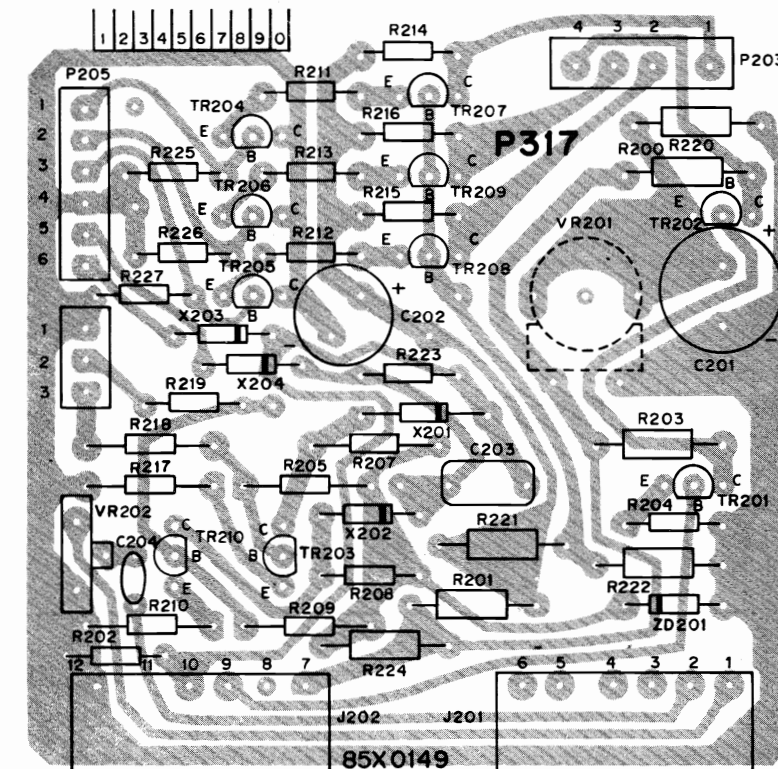 1 2 3 4 5 6 7 8 9 0
R214
4 3 2 1
P203
P205
R211
E C
TR207
B
TR204
1
E C
B
R216
P317
R220
2
R225
R213
E C
TR209
B
R200
3
TR206
R215
B
E C
TR202
4
E C
B
VR201
+
5
R226
R212
E C
TR208
B
6
TR205
R227
E C
B
+
C202
-
X203
1
-
C201
2
X204
R223
3
R219
X201
R203
R218
R207
C203
R217
R205
E C
TR201
B
VR202
R204
C204
C
TR210
B
E
C
B
TR203
E
X202
R221
R208
R222
R210
R209
R201
ZD201
R202
R224
12 11 10 9 8 7
6 5 4 3 2 1
J202
J201
85X0149